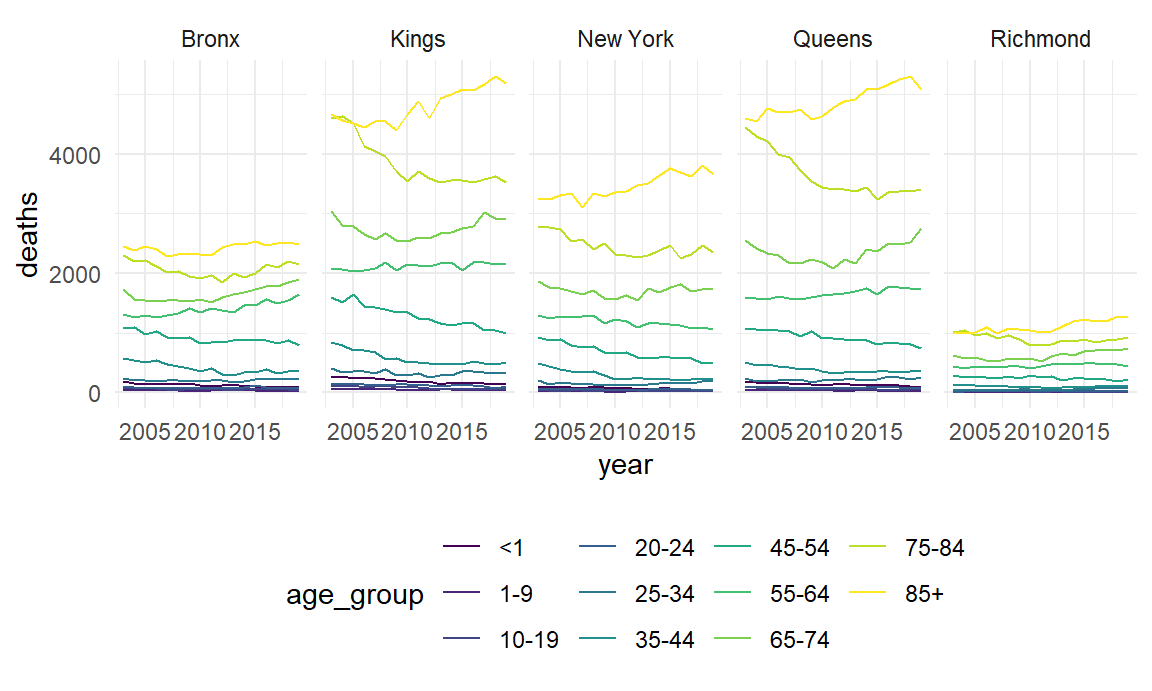 Bronx Kings New York Queens Richmond
4000
2000
0
deaths
2005 2010 2015 2005 2010 2015 2005 2010 2015 2005 2010 2015 2005 2010 2015
year
age_group
<1 20-24 45-54 75-84
1-9 25-34 55-64 85+
10-19 35-44 65-74